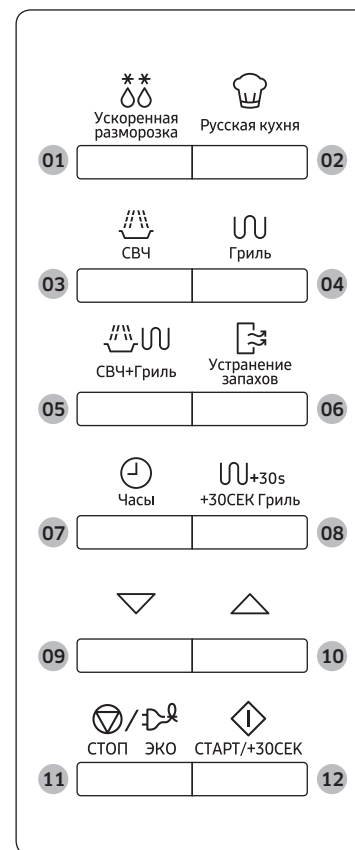 Ускоренная
разморозка
Русская кухня
01
02
СВЧ
Гриль
03
04
СВЧ+Гриль
Устранение
запахов
05
06
+30s
Часы
+30СЕК Гриль
07
08
09
10
/
СТОП ЭКО СТАРТ/+30СЕК
11
12